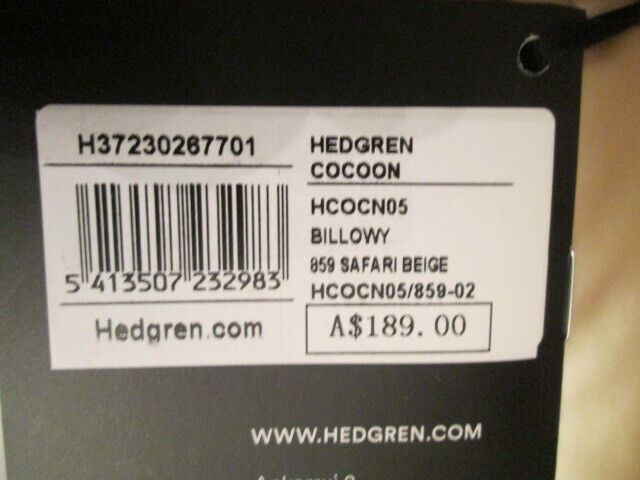 H37230267701
5 413507 232983
Hedgren.com
HEDGREN
COCOON
HCOCN05
BILLOWY
859 SAFARI BEIGE
HCOCN05/859-02
A$189.00
WWW.HEDGREN.COM